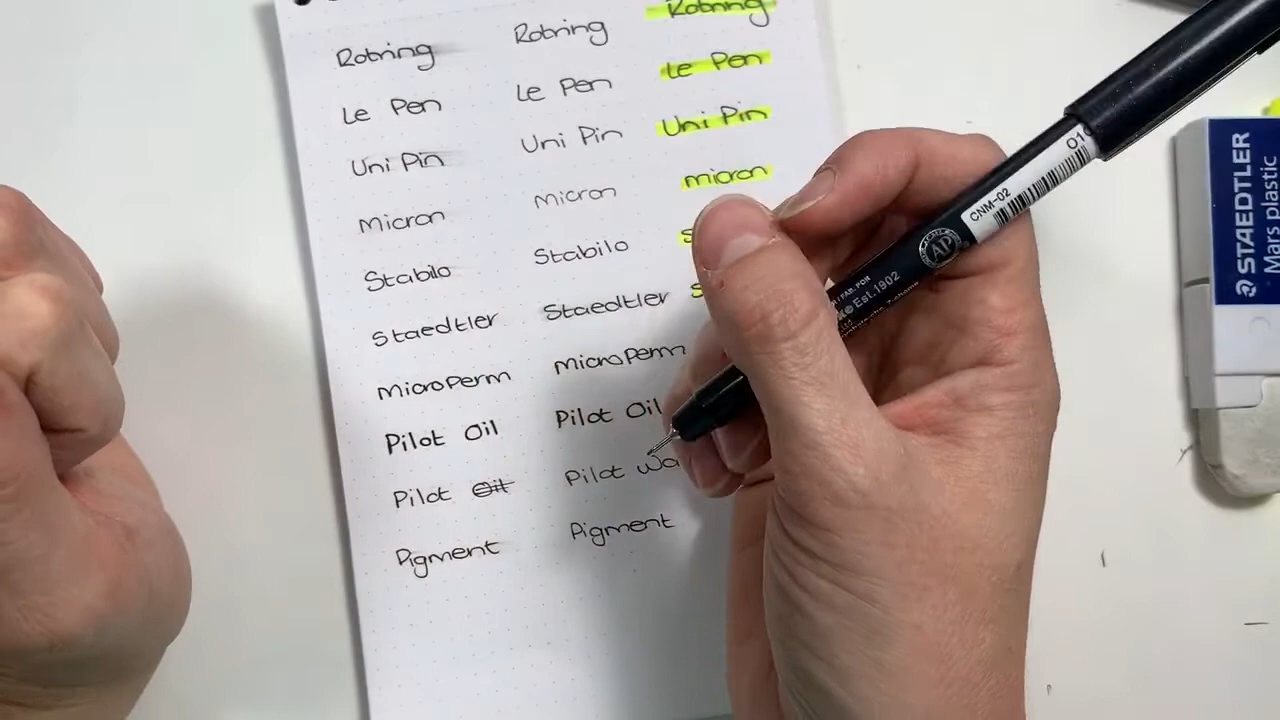 Rotring Rotring Rotring
Le Pen Le Pen Le Pen
Uni Pin Uni Pin Uni Pin
Micron Micron micron
Stabilo Stabilo S
Staedtler Staedtler S
MicroPerm MicroPerm
Pilot Oil Pilot Oil
Pilot Oil Pilot Wa
Pigment Pigment
CNM-02
AP
Est.1902
STAEDTLER
Mars plastic